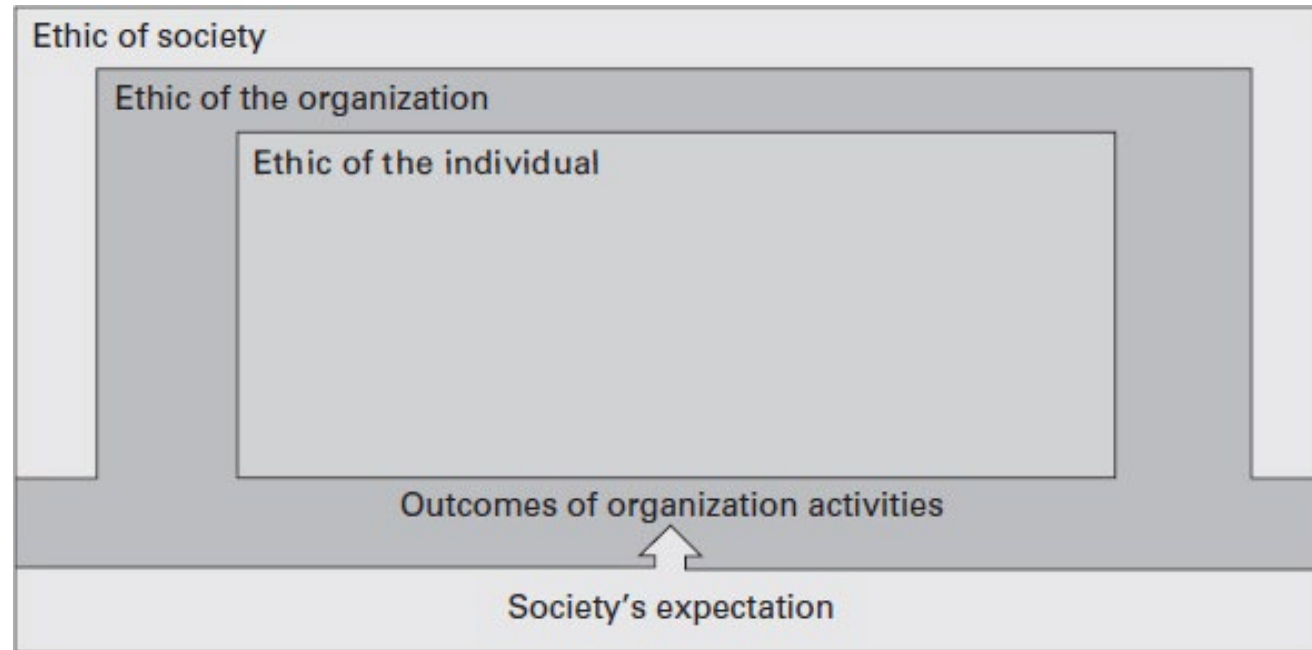 Ethic of society
Ethic of the organization
Ethic of the individual
Outcomes of organization activities
Society's expectation